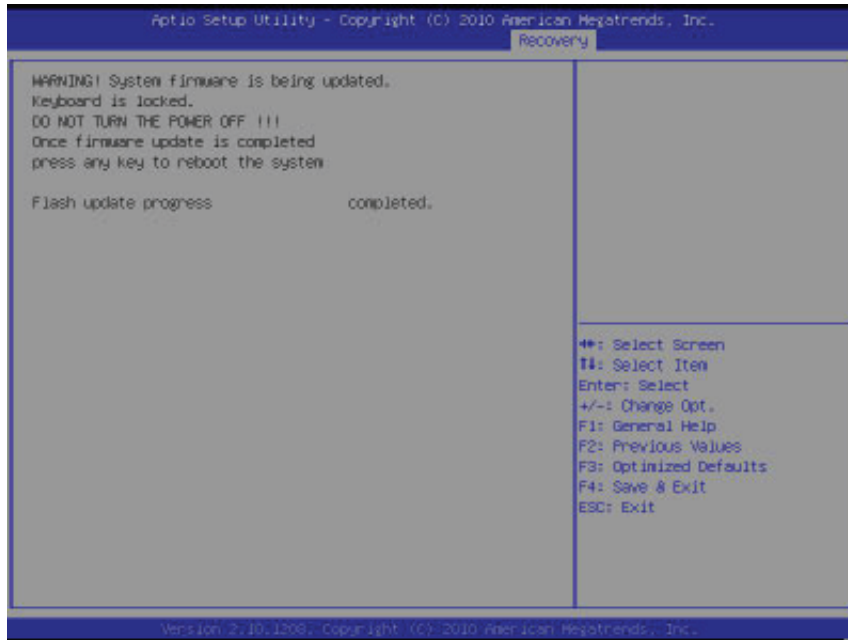 Aptio Setup Utility - Copyright (C) 2010 American Megatrends, Inc.
Recovery
WARNING! System firmware is being updated.
Keyboard is locked.
DO NOT TURN THE POWER OFF !!!
Once firmware update is completed
press any key to reboot the system
Flash update progress completed.
↔: Select Screen
↑↓: Select Item
Enter: Select
+/-: Change Opt.
F1: General Help
F2: Previous Values
F3: Optimized Defaults
F4: Save & Exit
ESC: Exit
Version 2.10.1208. Copyright (C) 2010 American Megatrends, Inc.